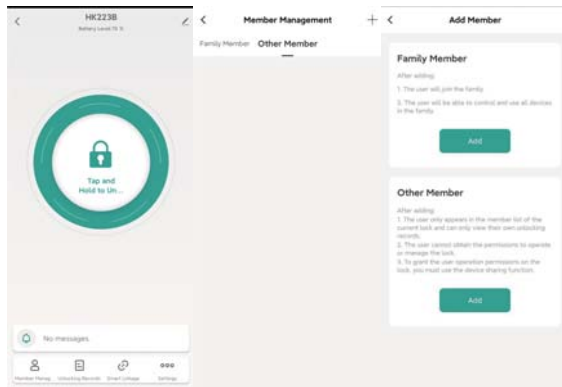 HK223B
Battery Level
Tap and
Hold to Un...
No messages
Member Manag.
Unlocking Records
Smart Linkage
Settings
Member Management
Family Member
Other Member
Add Member
Family Member
After adding:
1. The user will join the family.
3. The user will be able to control and use all devices
in the family.
Add
Other Member
After adding:
1. The user only appears in the member list of the
current lock and can only view their own unlocking
records.
2. The user cannot obtain the permissions to operate
or manage the lock.
3. To grant the user operation permissions on the
lock, you must use the device sharing function.
Add